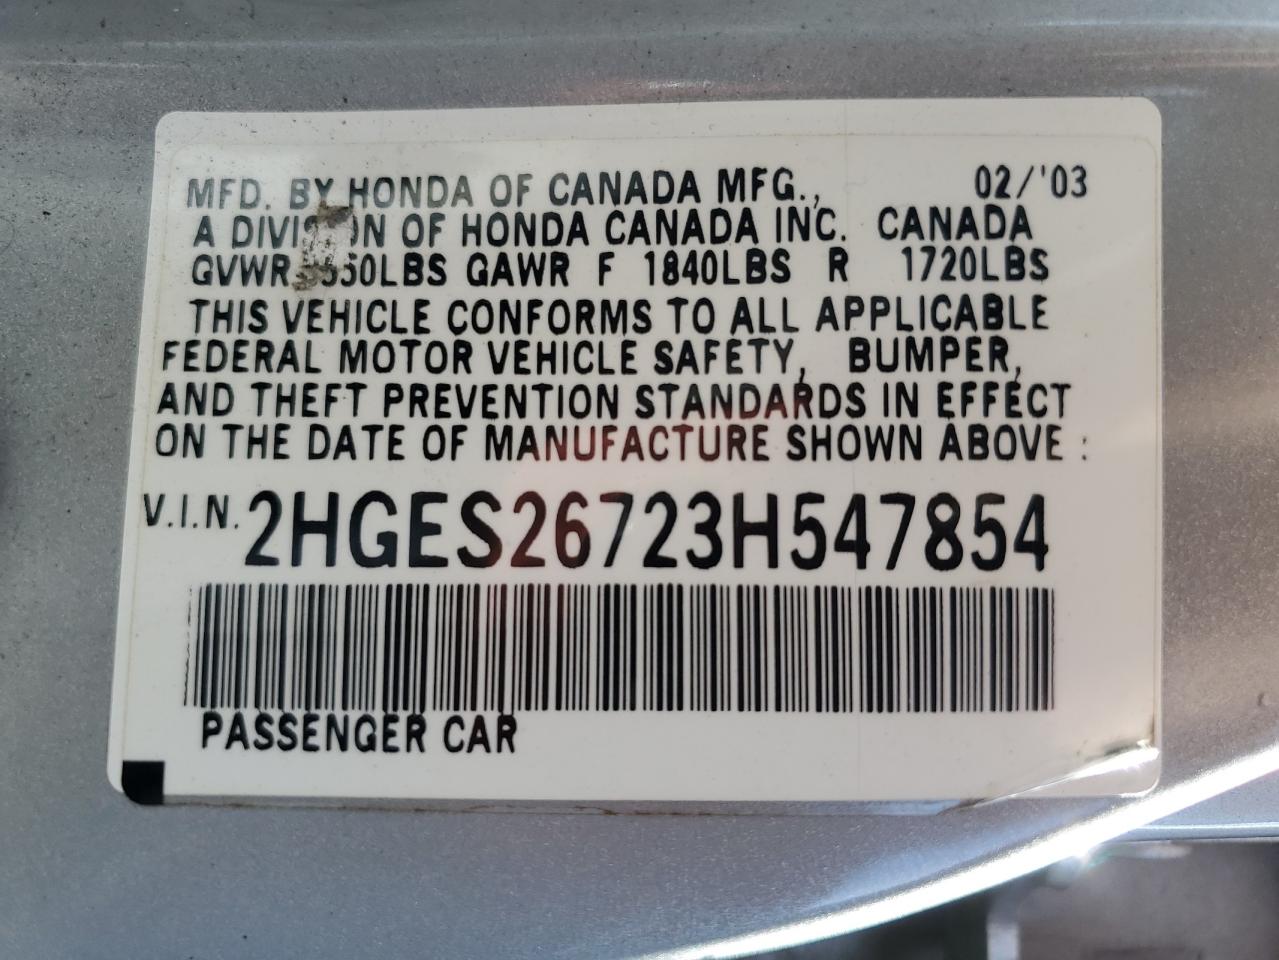 MFD. BY HONDA OF CANADA MFG., 02/'03
A DIVISION OF HONDA CANADA INC. CANADA
GVWR LBS GAWR F 1840LBS R 1720LBS
THIS VEHICLE CONFORMS TO ALL APPLICABLE
FEDERAL MOTOR VEHICLE SAFETY, BUMPER,
AND THEFT PREVENTION STANDARDS IN EFFECT
ON THE DATE OF MANUFACTURE SHOWN ABOVE :
V.I.N. 2HGES26723H547854
PASSENGER CAR